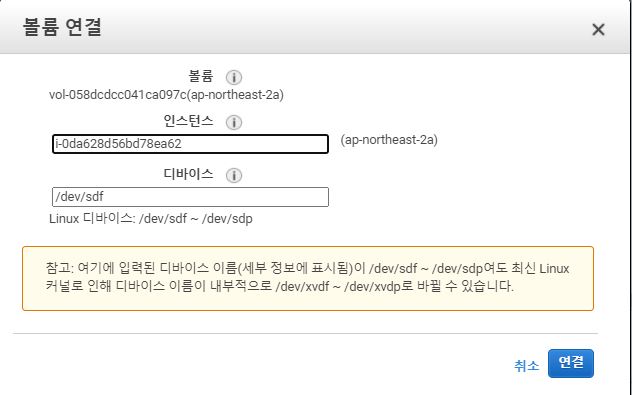 볼륨 연결
볼륨
vol-058dcdcc041ca097c(ap-northeast-2a)
인스턴스
i-0da628d56bd78ea62 (ap-northeast-2a)
디바이스
/dev/sdf
Linux 디바이스: /dev/sdf ~ /dev/sdp
참고: 여기에 입력된 디바이스 이름(세부 정보에 표시됨)이 /dev/sdf ~ /dev/sdp여도 최신 Linux
커널로 인해 디바이스 이름이 내부적으로 /dev/xvdf ~ /dev/xvdp로 바뀔 수 있습니다.
취소 연결